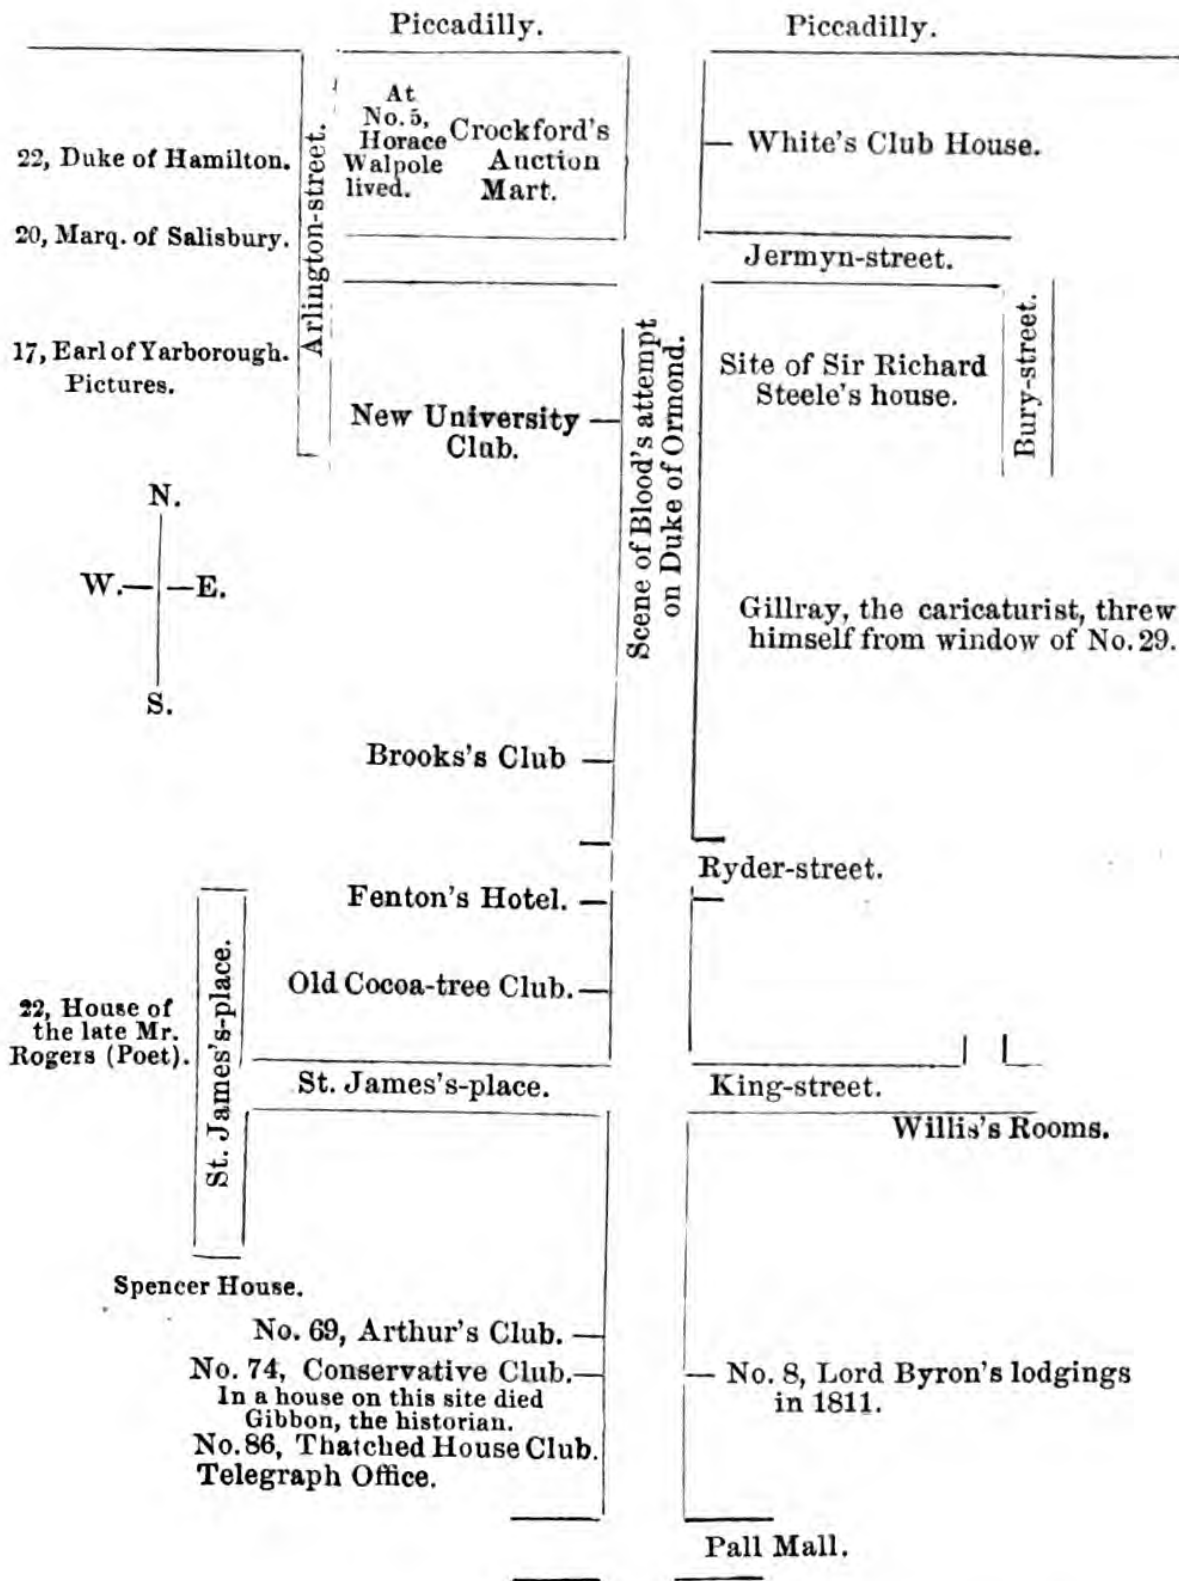 Piccadilly.
Piccadilly.
At
No. 5,
Horace
Walpole
lived.
Crockford's
Auction
Mart.
White's Club House.
22, Duke of Hamilton.
Arlington-street.
20, Marq. of Salisbury.
Jermyn-street.
17, Earl of Yarborough.
Pictures.
Site of Sir Richard
Steele's house.
Bury-street.
New University
Club.
Scene of Blood's attempt
on Duke of Ormond.
N.
W.
E.
S.
Gillray, the caricaturist, threw
himself from window of No. 29.
Brooks's Club
Ryder-street.
Fenton's Hotel.
Old Cocoa-tree Club.
St. James's-place.
22, House of
the late Mr.
Rogers (Poet).
St. James's-place.
King-street.
Willis's Rooms.
Spencer House.
No. 69, Arthur's Club.
No. 74, Conservative Club.
In a house on this site died
Gibbon, the historian.
No. 86, Thatched House Club.
Telegraph Office.
No. 8, Lord Byron's lodgings
in 1811.
Pall Mall.